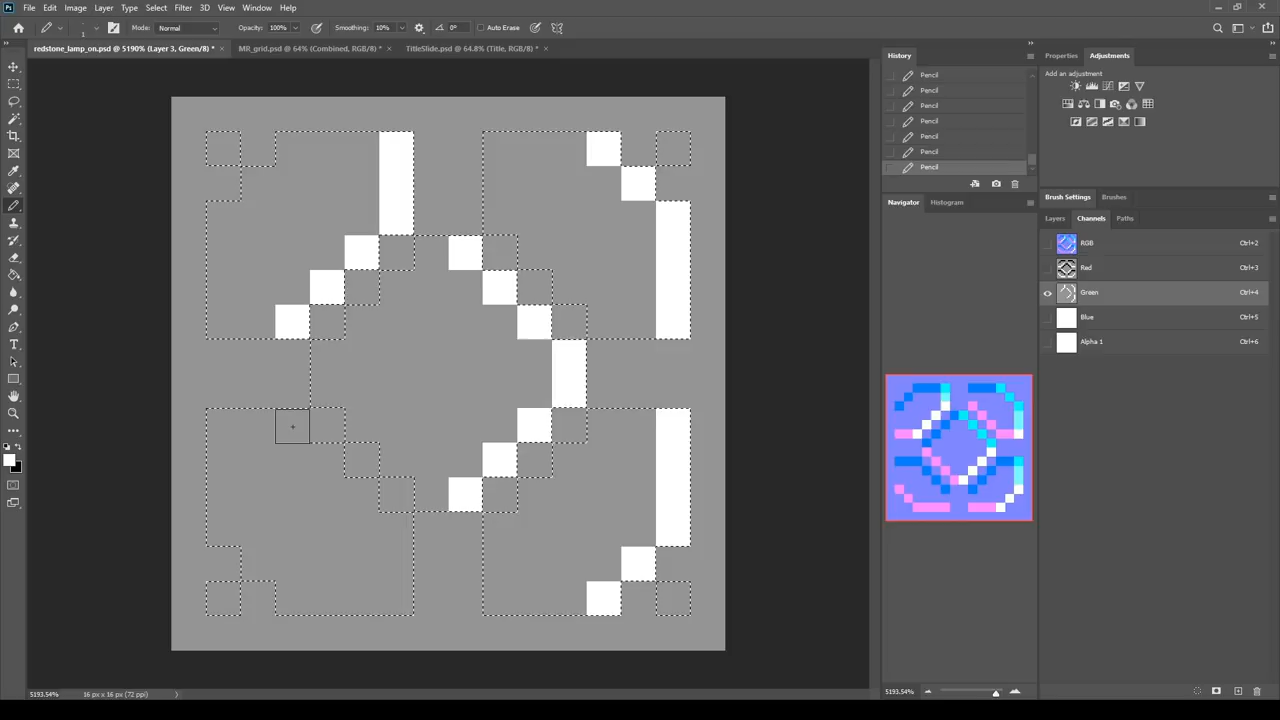 Ps File Edit Image Layer Type Select Filter 3D View Window Help
1 Mode: Normal Opacity: 100% Smoothing: 10% 0° Auto Erase
redstone_lamp_on.psd @ 5190% (Layer 3, Green/8) * × MR_grid.psd @ 64% (Combined, RGB/8) * × TitleSlide.psd @ 64.8% (Title, RGB/8) * ×
History
Pencil
Pencil
Pencil
Pencil
Pencil
Pencil
Pencil
Navigator Histogram
5193.54%
Properties Adjustments
Add an adjustment
Brush Settings Brushes
Layers Channels Paths
RGB Ctrl+2
Red Ctrl+3
Green Ctrl+4
Blue Ctrl+5
Alpha 1 Ctrl+6
5193.54% 16 px x 16 px (72 ppi)